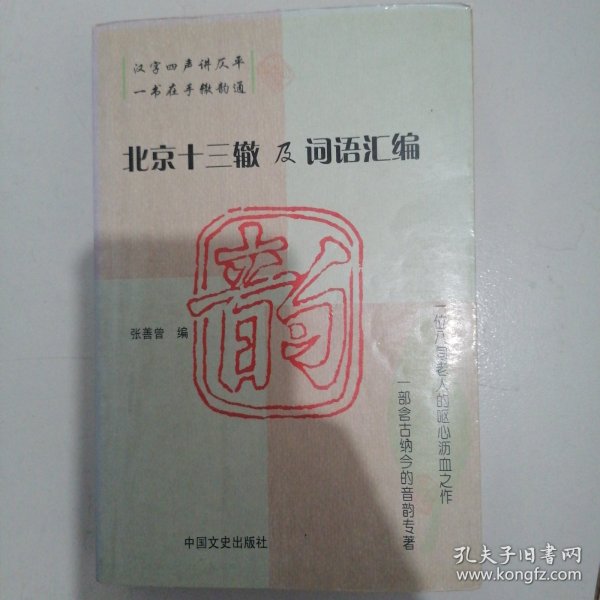 汉字四声讲仄平
一书在手辙韵通
北京十三辙及词语汇编
韵
张善曾 编
一位八旬老人的呕心沥血之作
一部含古纳今的音韵专著
中国文史出版社
孔夫子旧书网
www.kongfz.com